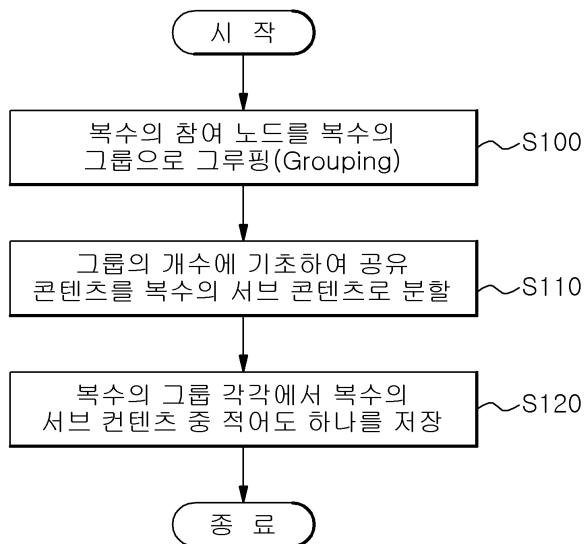 시 작
복수의 참여 노드를 복수의
그룹으로 그루핑(Grouping)
S100
그룹의 개수에 기초하여 공유
콘텐츠를 복수의 서브 콘텐츠로 분할
S110
복수의 그룹 각각에서 복수의
서브 컨텐츠 중 적어도 하나를 저장
S120
종 료